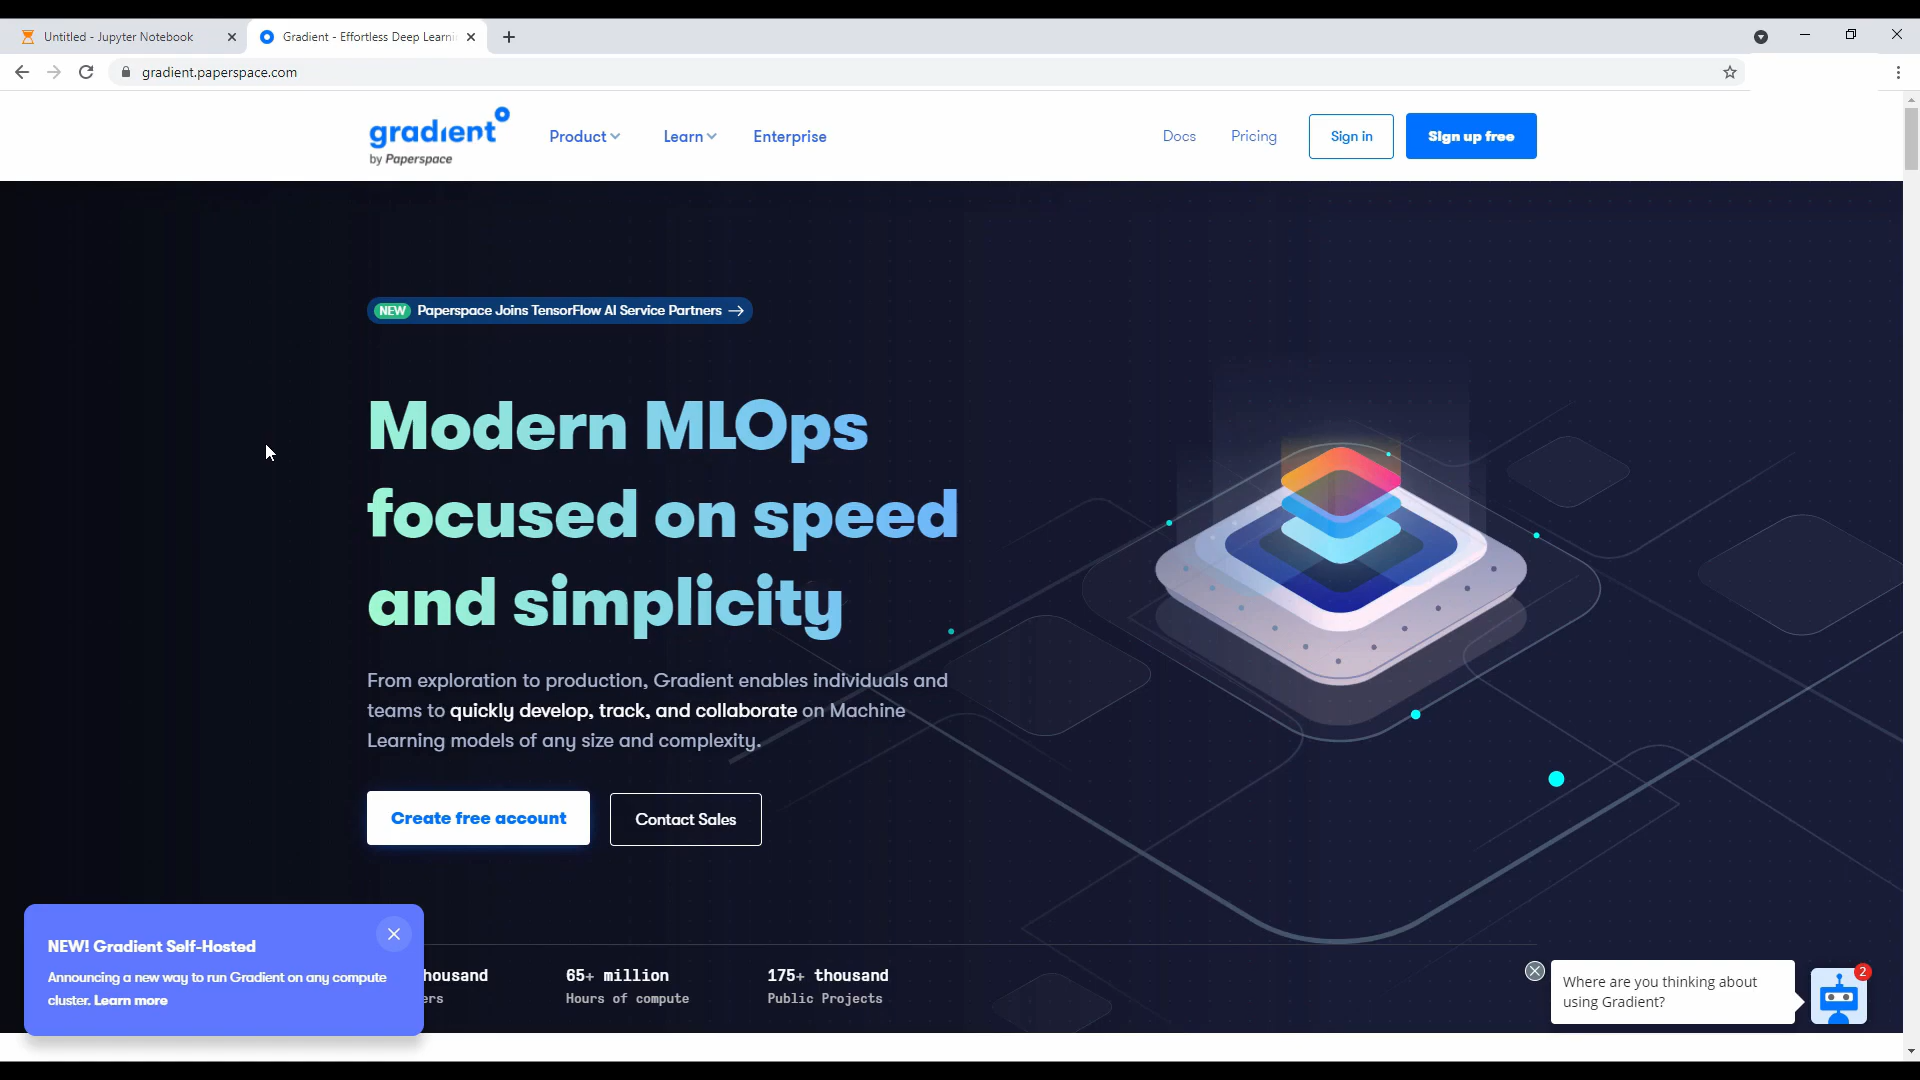 Untitled - Jupyter Notebook
Gradient - Effortless Deep Learni
gradient.paperspace.com
gradient
by Paperspace
Product
Learn
Enterprise
Docs
Pricing
Sign in
Sign up free
NEW Paperspace Joins TensorFlow AI Service Partners →
Modern MLOps
focused on speed
and simplicity
From exploration to production, Gradient enables individuals and
teams to quickly develop, track, and collaborate on Machine
Learning models of any size and complexity.
Create free account
Contact Sales
NEW! Gradient Self-Hosted
Announcing a new way to run Gradient on any compute
cluster. Learn more
housand
ers
65+ million
Hours of compute
175+ thousand
Public Projects
Where are you thinking about
using Gradient?
2